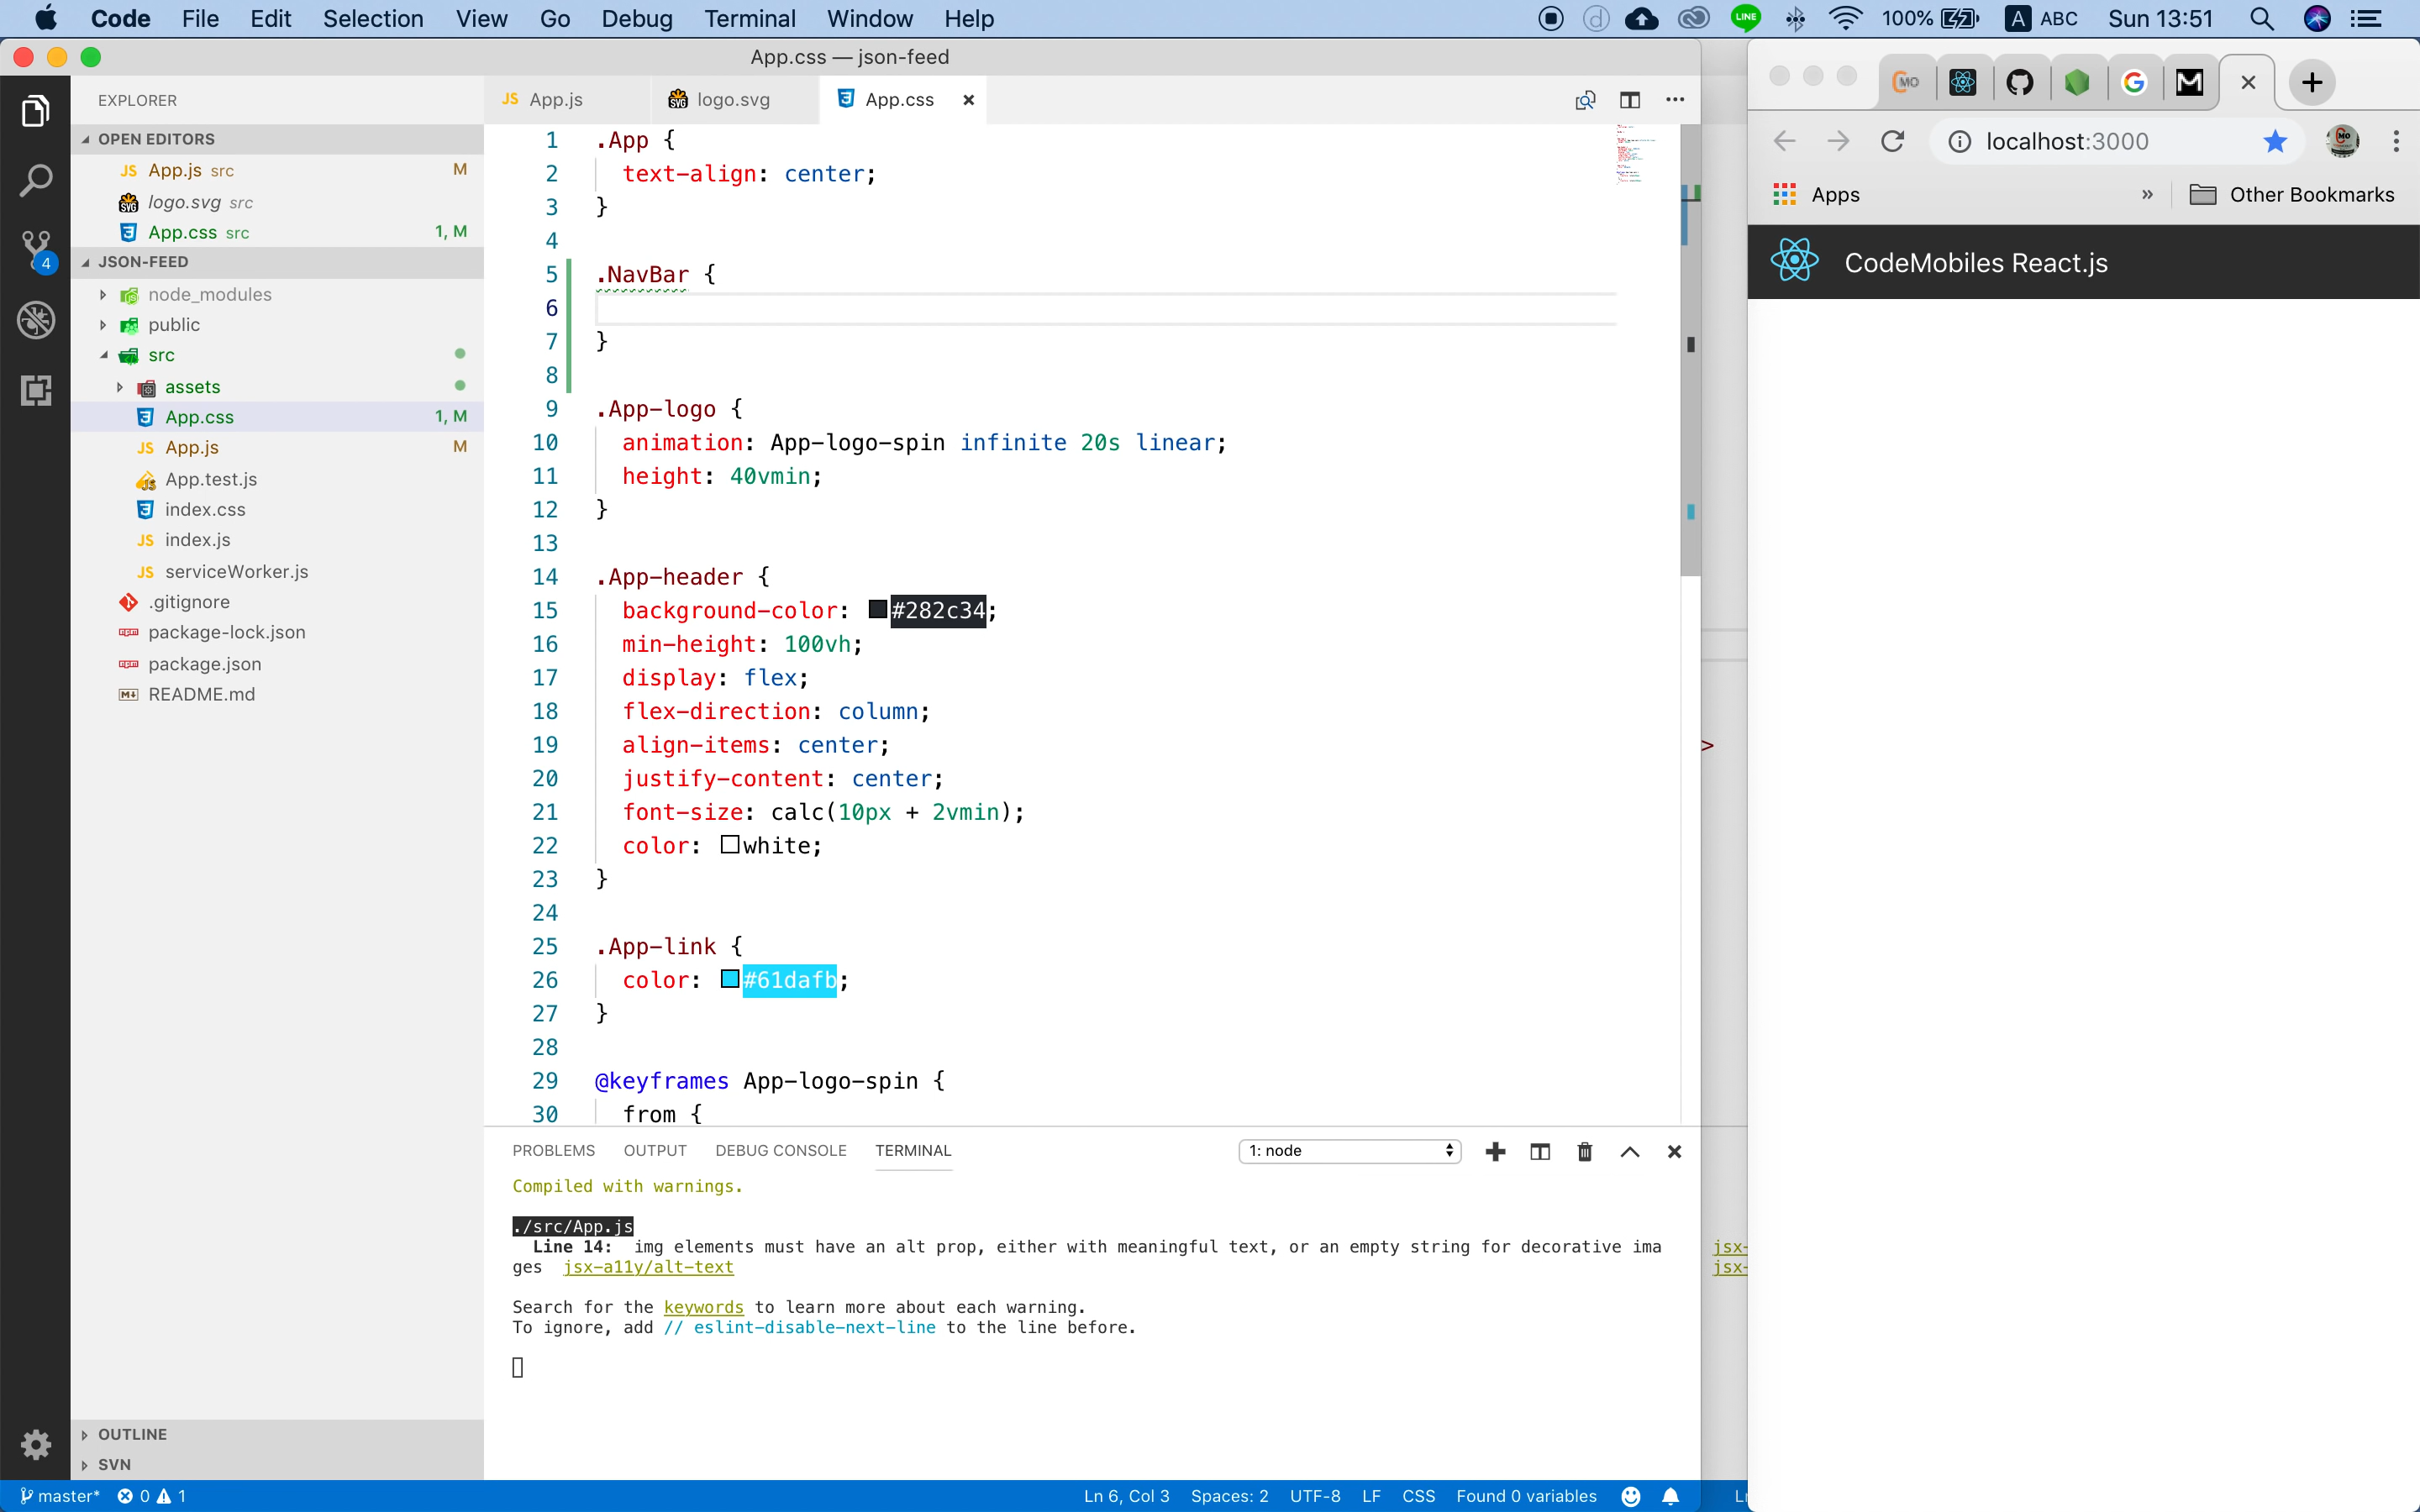 Code File Edit Selection View Go Debug Terminal Window Help
LINE 100% A ABC Sun 13:51
App.css — json-feed
EXPLORER
OPEN EDITORS
JS App.js src M
SVG logo.svg src
App.css src 1, M
4
JSON-FEED
node_modules
public
src
assets
App.css 1, M
JS App.js M
App.test.js
index.css
JS index.js
JS serviceWorker.js
.gitignore
package-lock.json
package.json
README.md
OUTLINE
SVN
JS App.js
SVG logo.svg
App.css
1 .App {
2 text-align: center;
3 }
4
5 .NavBar {
6
7 }
8
9 .App-logo {
10 animation: App-logo-spin infinite 20s linear;
11 height: 40vmin;
12 }
13
14 .App-header {
15 background-color: #282c34;
16 min-height: 100vh;
17 display: flex;
18 flex-direction: column;
19 align-items: center;
20 justify-content: center;
21 font-size: calc(10px + 2vmin);
22 color: white;
23 }
24
25 .App-link {
26 color: #61dafb;
27 }
28
29 @keyframes App-logo-spin {
30 from {
PROBLEMS OUTPUT DEBUG CONSOLE TERMINAL 1: node
Compiled with warnings.
./src/App.js
Line 14: img elements must have an alt prop, either with meaningful text, or an empty string for decorative ima
ges jsx-a11y/alt-text
Search for the keywords to learn more about each warning.
To ignore, add // eslint-disable-next-line to the line before.
master* 0 1
Ln 6, Col 3 Spaces: 2 UTF-8 LF CSS Found 0 variables
>
jsx-
jsx-
localhost:3000
Apps » Other Bookmarks
CodeMobiles React.js